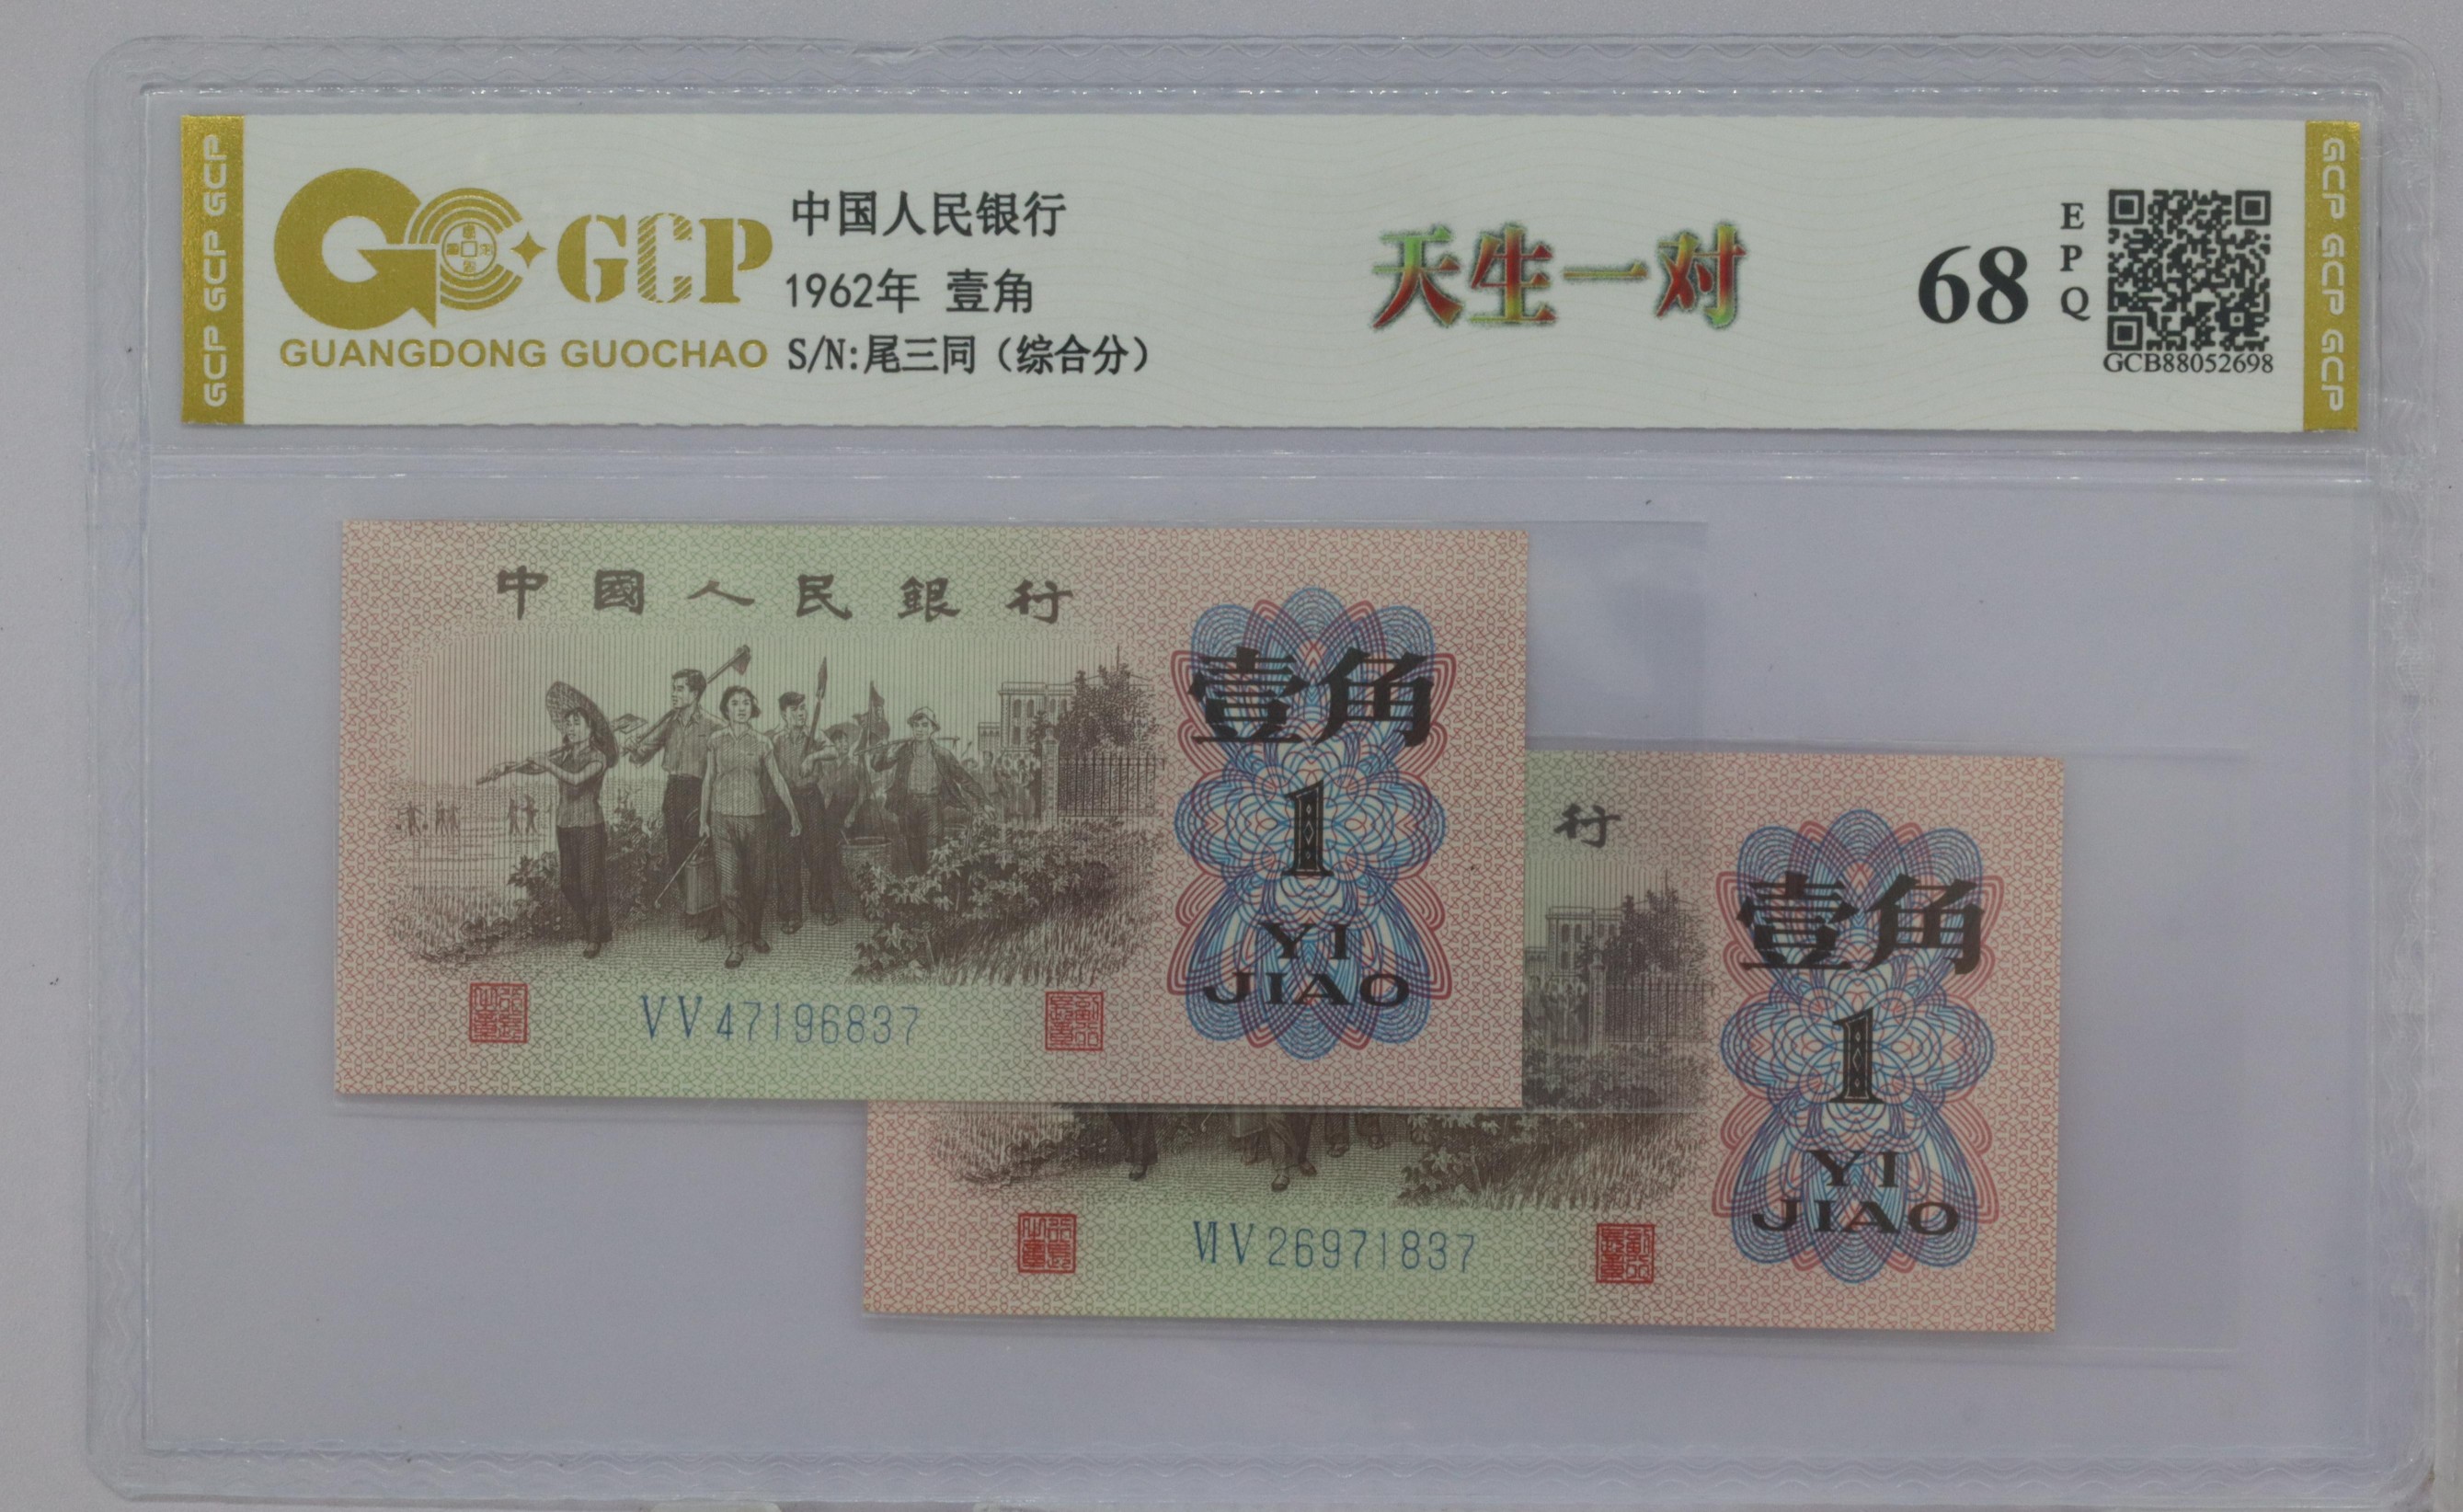 GCP GCP GCP
GCP
GUANGDONG GUOCHAO
中国人民银行
1962年 壹角
S/N:尾三同（综合分）
天生一对
68
EPQ
GCB88052698
GCP GCP GCP
中國人民銀行
壹角
1
YI
JIAO
VV47196837
行
壹角
1
YI
JIAO
VIV26971837